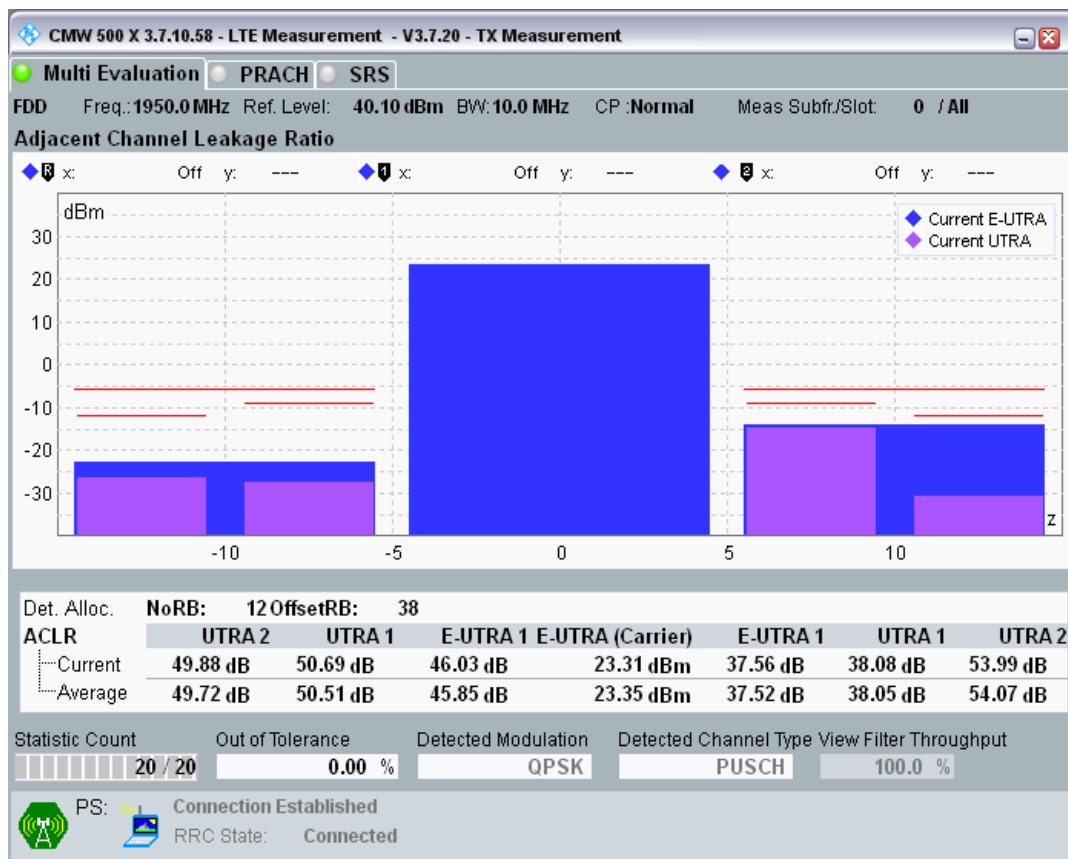 CMW 500 X 3.7.10.58 - LTE Measurement - V3.7.20 - TX Measurement
Multi Evaluation PRACH SRS
FDD Freq.: 1950.0 MHz Ref. Level: 40.10 dBm BW: 10.0 MHz CP :Normal Meas Subfr./Slot: 0 / All
Adjacent Channel Leakage Ratio
R x: Off y: --- 1 x: Off y: --- 2 x: Off y: ---
dBm
Current E-UTRA
Current UTRA
30
20
10
0
-10
-20
-30
z
-10 -5 0 5 10
Det. Alloc. NoRB: 12 OffsetRB: 38
ACLR UTRA 2 UTRA 1 E-UTRA 1 E-UTRA (Carrier) E-UTRA 1 UTRA 1 UTRA 2
Current 49.88 dB 50.69 dB 46.03 dB 23.31 dBm 37.56 dB 38.08 dB 53.99 dB
Average 49.72 dB 50.51 dB 45.85 dB 23.35 dBm 37.52 dB 38.05 dB 54.07 dB
Statistic Count Out of Tolerance Detected Modulation Detected Channel Type View Filter Throughput
20 / 20 0.00 % QPSK PUSCH 100.0 %
PS: Connection Established
RRC State: Connected